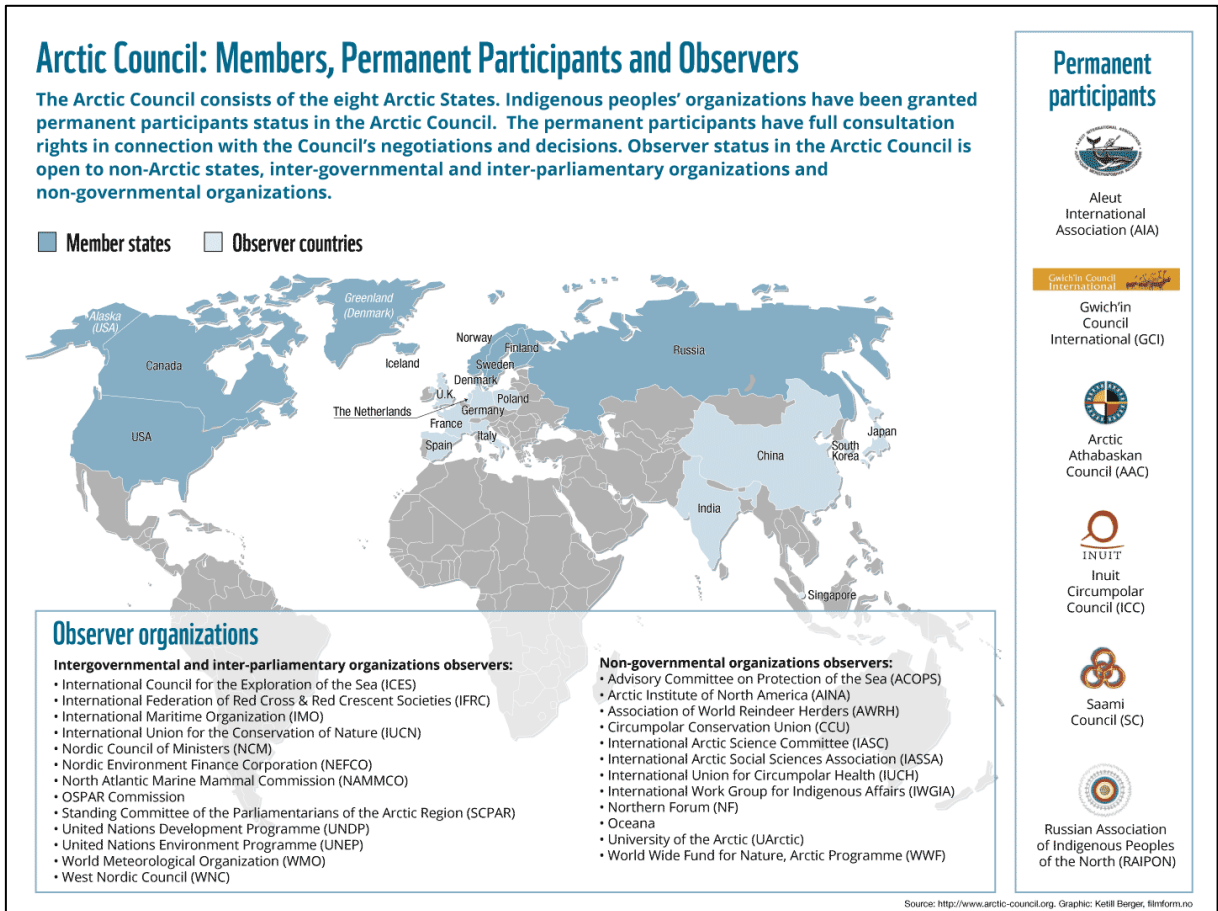 Arctic Council: Members, Permanent Participants and Observers
The Arctic Council consists of the eight Arctic States. Indigenous peoples' organizations have been granted
permanent participants status in the Arctic Council.  The permanent participants have full consultation
rights in connection with the Council's negotiations and decisions. Observer status in the Arctic Council is
open to non-Arctic states, inter-governmental and inter-parliamentary organizations and
non-governmental organizations.
Member states
Observer countries
Alaska
(USA)
Canada
USA
Greenland
(Denmark)
Iceland
Norway
Finland
Sweden
Denmark
Russia
U.K.
The Netherlands
Poland
Germany
France
Spain
Italy
China
South
Korea
Japan
India
Singapore
Observer organizations
Intergovernmental and inter-parliamentary organizations observers:
• International Council for the Exploration of the Sea (ICES)
• International Federation of Red Cross & Red Crescent Societies (IFRC)
• International Maritime Organization (IMO)
• International Union for the Conservation of Nature (IUCN)
• Nordic Council of Ministers (NCM)
• Nordic Environment Finance Corporation (NEFCO)
• North Atlantic Marine Mammal Commission (NAMMCO)
• OSPAR Commission
• Standing Committee of the Parliamentarians of the Arctic Region (SCPAR)
• United Nations Development Programme (UNDP)
• United Nations Environment Programme (UNEP)
• World Meteorological Organization (WMO)
• West Nordic Council (WNC)
Non-governmental organizations observers:
• Advisory Committee on Protection of the Sea (ACOPS)
• Arctic Institute of North America (AINA)
• Association of World Reindeer Herders (AWRH)
• Circumpolar Conservation Union (CCU)
• International Arctic Science Committee (IASC)
• International Arctic Social Sciences Association (IASSA)
• International Union for Circumpolar Health (IUCH)
• International Work Group for Indigenous Affairs (IWGIA)
• Northern Forum (NF)
• Oceana
• University of the Arctic (UArctic)
• World Wide Fund for Nature, Arctic Programme (WWF)
Permanent
participants
Aleut
International
Association (AIA)
Gwich'in Council
International
Gwich'in
Council
International (GCI)
Arctic
Athabaskan
Council (AAC)
INUIT
Inuit
Circumpolar
Council (ICC)
Saami
Council (SC)
Russian Association
of Indigenous Peoples
of the North (RAIPON)
Source: http://www.arctic-council.org. Graphic: Ketill Berger, filmform.no